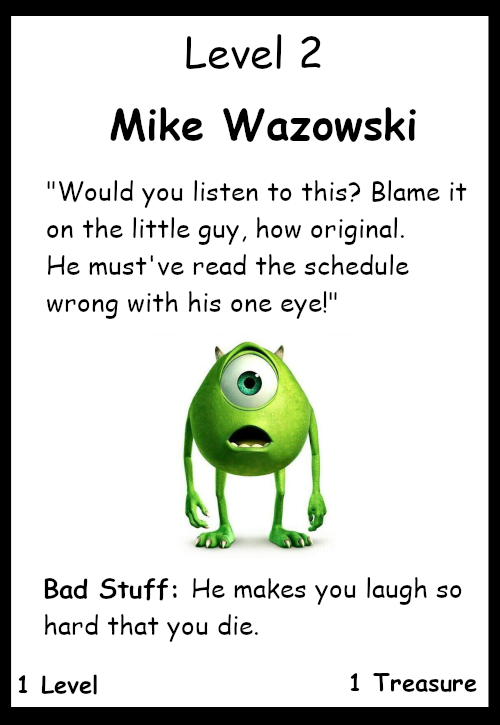 Level 2
Mike Wazowski
"Would you listen to this? Blame it
on the little guy, how original.
He must've read the schedule
wrong with his one eye!"
Bad Stuff: He makes you laugh so
hard that you die.
1 Level
1 Treasure